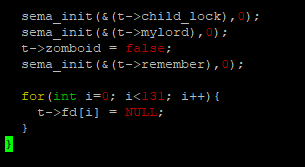 sema_init(&(t->child_lock),0);
sema_init(&(t->mylord),0);
t->zomboid = false;
sema_init(&(t->remember),0);
for(int i=0; i<131; i++){
t->fd[i] = NULL;
}
}